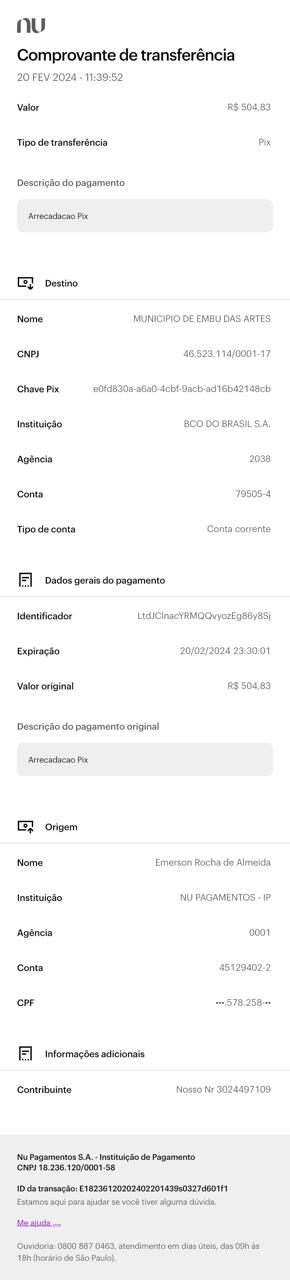 nu
Comprovante de transferência
20 FEV 2024 - 11:39:52
Valor R$ 504,83
Tipo de transferência Pix
Descrição do pagamento
Arrecadacao Pix
Destino
Nome MUNICIPIO DE EMBU DAS ARTES
CNPJ 46.523.114/0001-17
Chave Pix e0fd830a-a6a0-4cbf-9acb-ad16b42148cb
Instituição BCO DO BRASIL S.A.
Agência 2038
Conta 79505-4
Tipo de conta Conta corrente
Dados gerais do pagamento
Identificador LtdJClnacYRMQQvyozEg86y8Sj
Expiração 20/02/2024 23:30:01
Valor original R$ 504,83
Descrição do pagamento original
Arrecadacao Pix
Origem
Nome Emerson Rocha de Almeida
Instituição NU PAGAMENTOS - IP
Agência 0001
Conta 45129402-2
CPF •••.578.258-••
Informações adicionais
Contribuinte Nosso Nr 3024497109
Nu Pagamentos S.A. - Instituição de Pagamento
CNPJ 18.236.120/0001-58
ID da transação: E18236120202402201439s0327d601f1
Estamos aqui para ajudar se você tiver alguma dúvida.
Me ajuda
Ouvidoria: 0800 887 0463, atendimento em dias úteis, das 09h às
18h (horário de São Paulo).